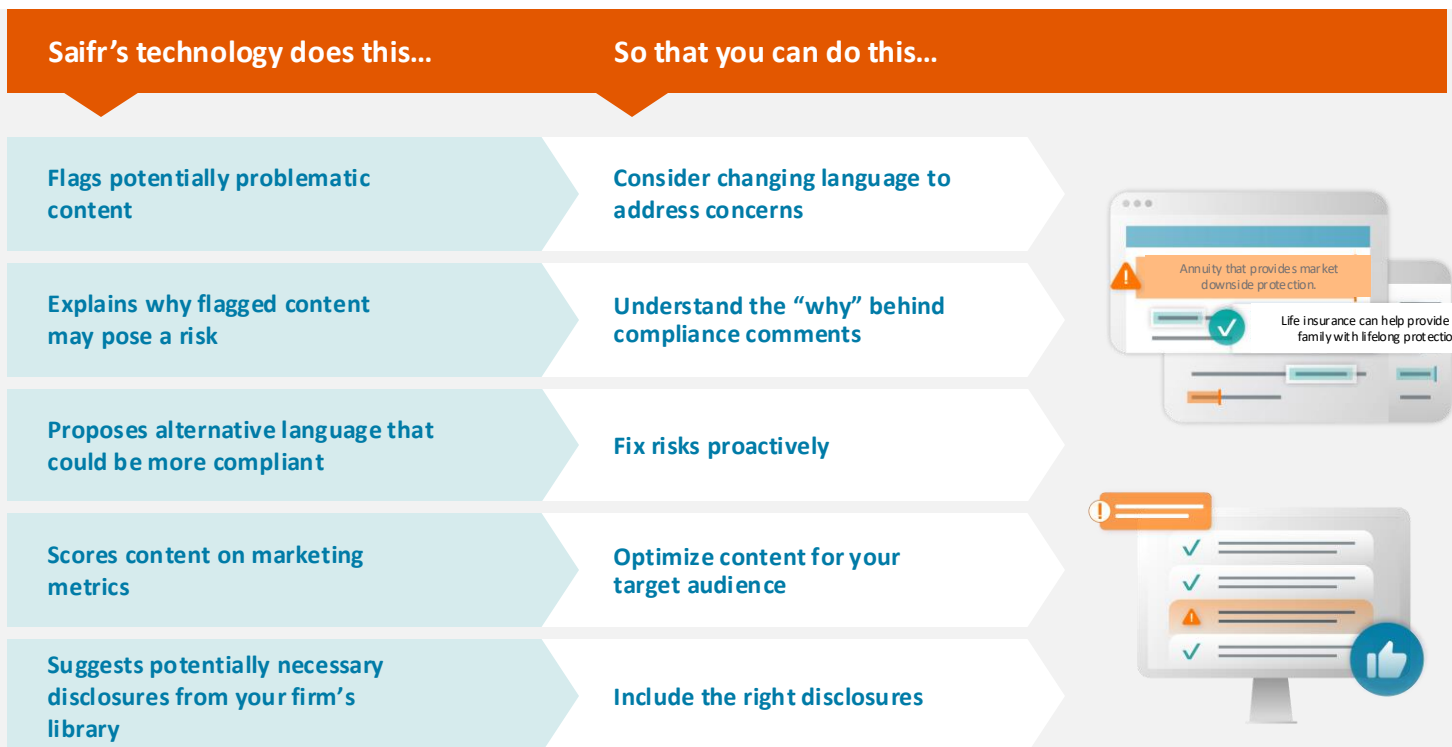 Saifr's technology does this...
So that you can do this...
Flags potentially problematic
content
Consider changing language to
address concerns
Explains why flagged content
may pose a risk
Understand the “why” behind
compliance comments
Proposes alternative language that
could be more compliant
Fix risks proactively
Scores content on marketing
metrics
Optimize content for your
target audience
Suggests potentially necessary
disclosures from your firm's
library
Include the right disclosures
Annuity that provides market
downside protection.
Life insurance can help provide
family with lifelong protectio